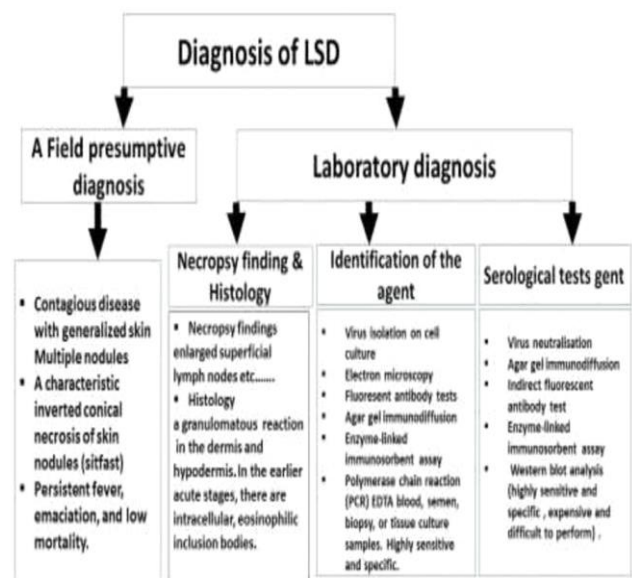 Diagnosis of LSD
A Field presumptive
diagnosis
Laboratory diagnosis
• Contagious disease
with generalized skin
Multiple nodules
• A characteristic
inverted conical
necrosis of skin
nodules (sitfast)
• Persistent fever,
emaciation, and low
mortality.
Necropsy finding &
Histology
• Necropsy findings
enlarged superficial
lymph nodes etc.......
• Histology
a granulomatous reaction
in the dermis and
hypodermis. In the earlier
acute stages, there are
intracellular, eosinophilic
inclusion bodies.
Identification of the
agent
• Virus isolation on cell
culture
• Electron microscopy
• Fluoresent antibody tests
• Agar gel immunodiffusion
• Enzyme-linked
immunosorbent assay
• Polymerase chain reaction
(PCR) EDTA blood, semen,
biopsy, or tissue culture
samples. Highly sensitive
and specific.
Serological tests gent
• Virus neutralisation
• Agar gel immunodiffusion
• Indirect fluorescent
antibody test
• Enzyme-linked
immunosorbent assay
• Western blot analysis
(highly sensitive and
specific , expensive and
difficult to perform) .